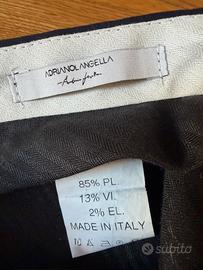 ADRIANOLANGELLA
85% PL.
13% VI.
2% EL.
MADE IN ITALY
subito